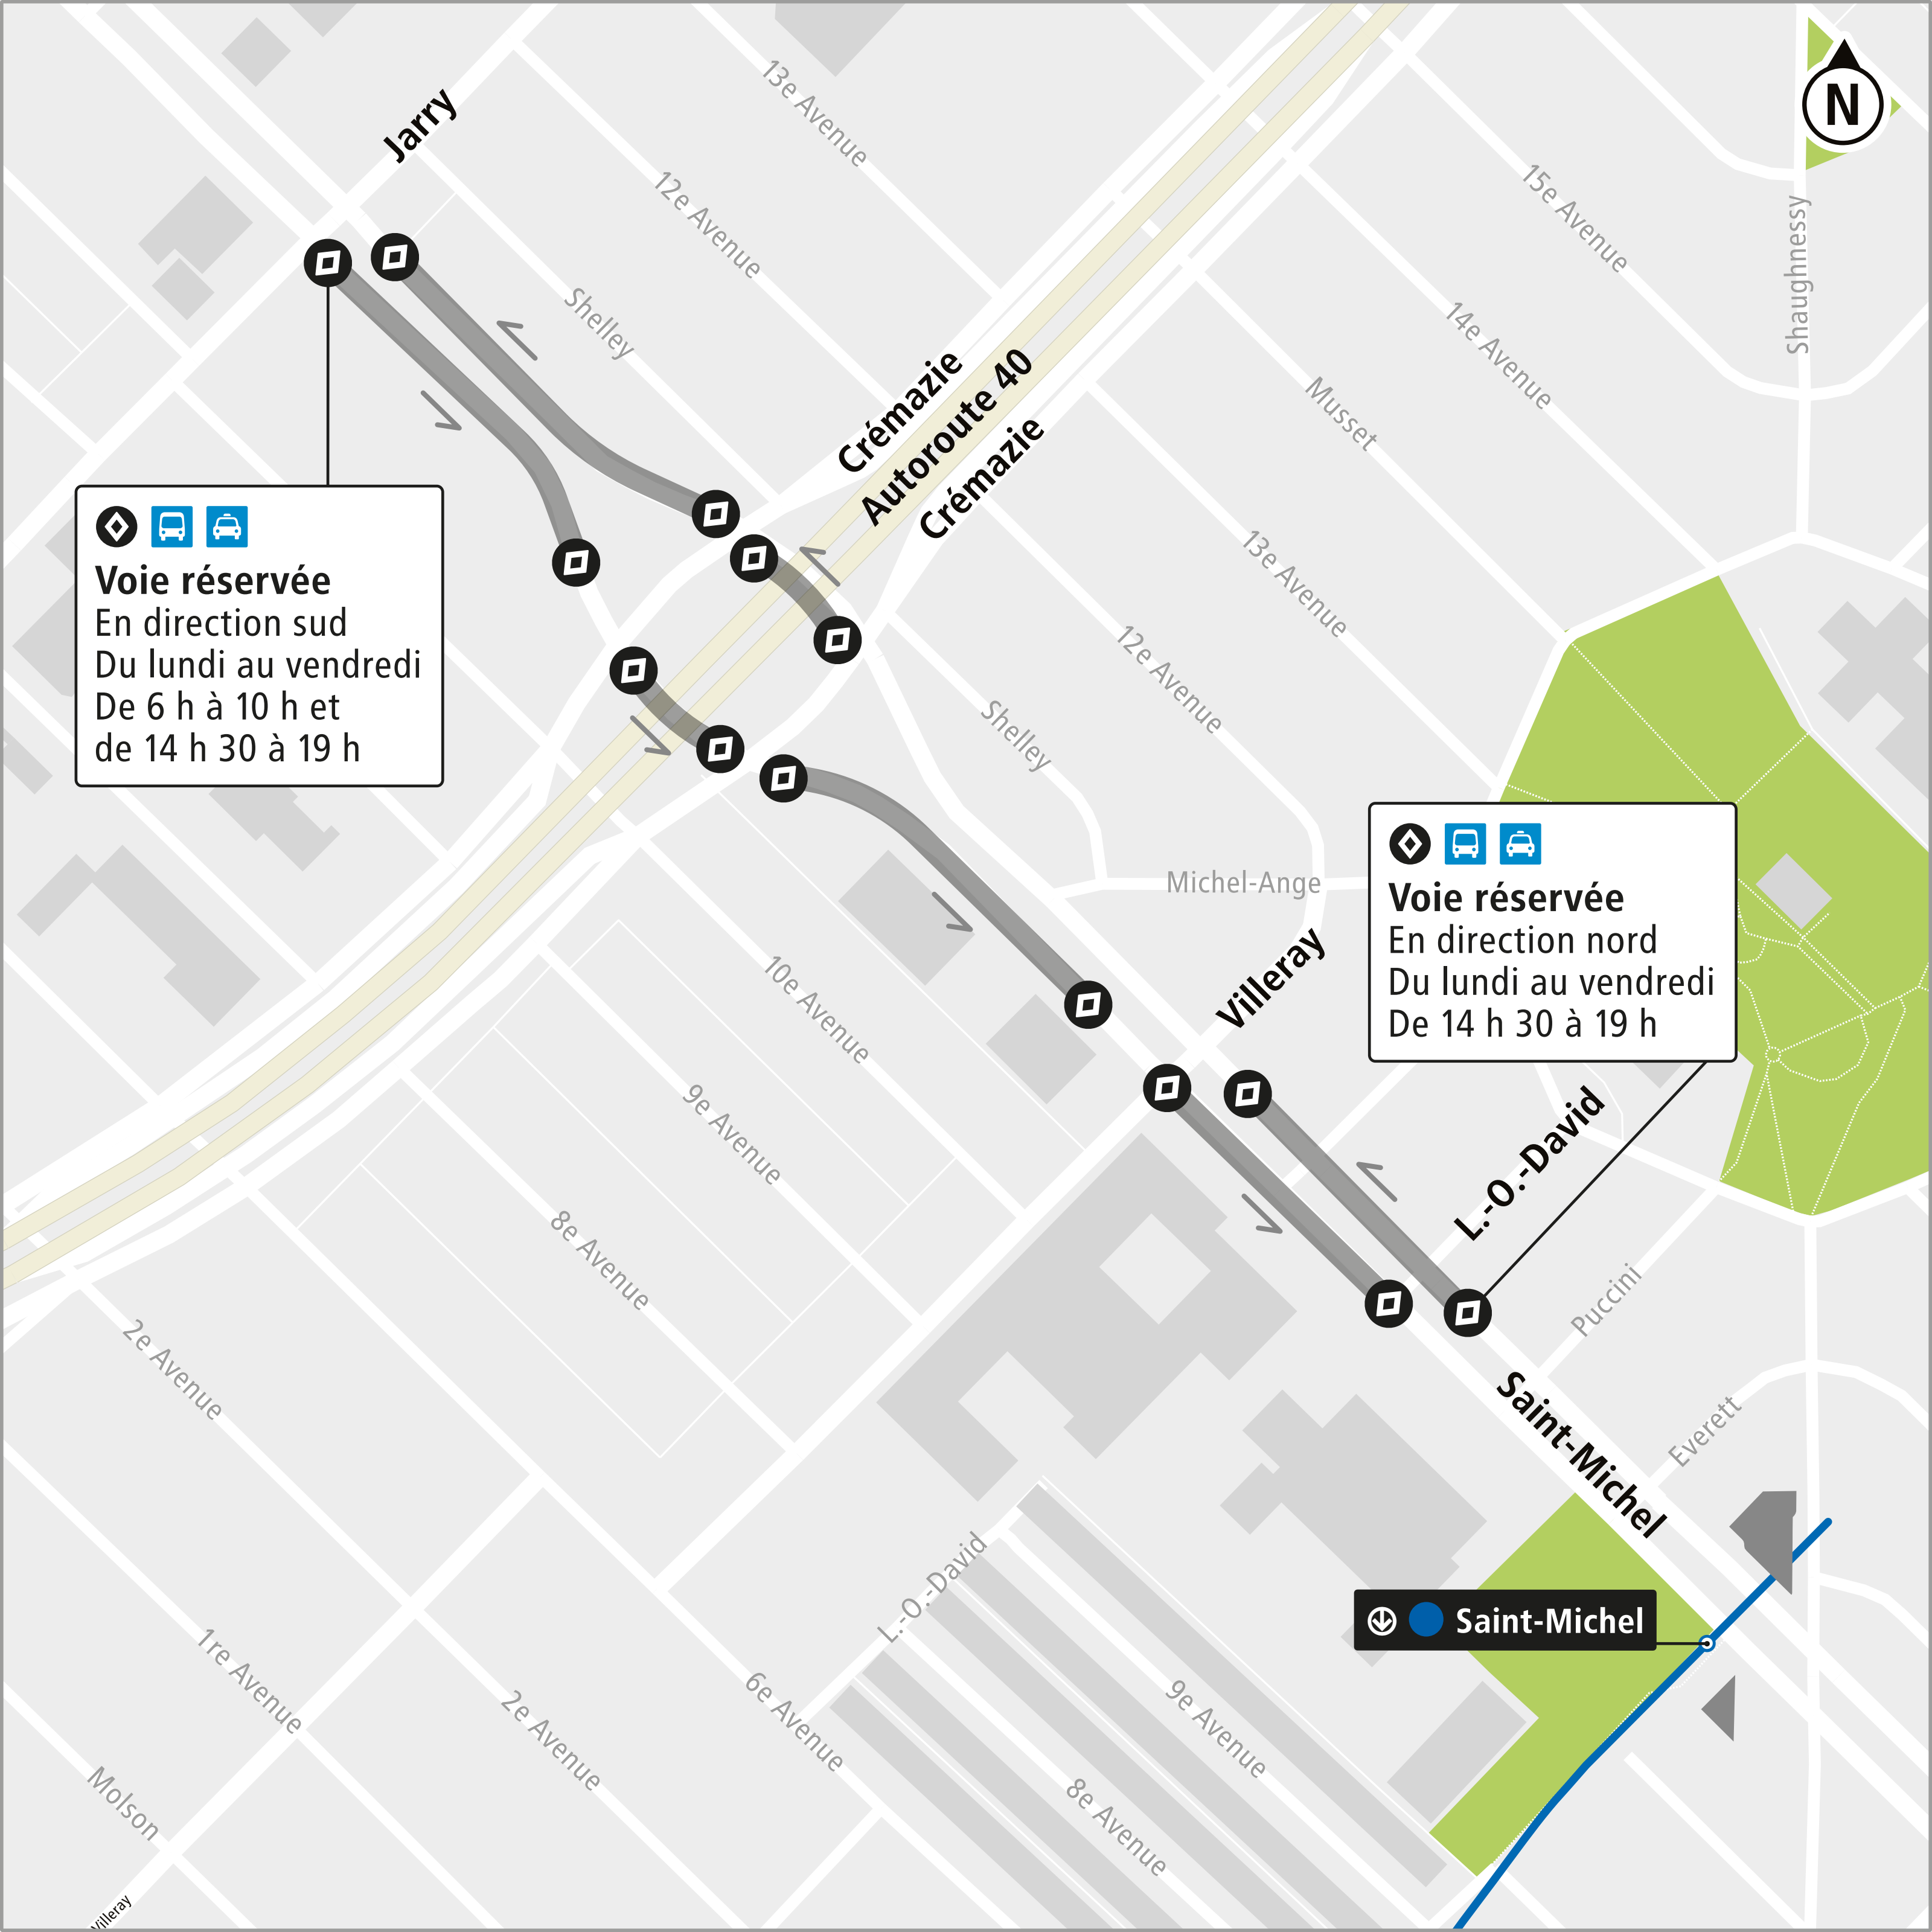 N
Jarry
13e Avenue
12e Avenue
15e Avenue
Shaughnessy
Shelley
14e Avenue
Crémazie
Autoroute 40
Crémazie
Musset
Voie réservée
En direction sud
Du lundi au vendredi
De 6 h à 10 h et
de 14 h 30 à 19 h
13e Avenue
12e Avenue
Shelley
Michel-Ange
Voie réservée
En direction nord
Du lundi au vendredi
De 14 h 30 à 19 h
Villeray
10e Avenue
9e Avenue
L.-O.-David
8e Avenue
Puccini
2e Avenue
Saint-Michel
Everett
L.-O.-David
Saint-Michel
1re Avenue
2e Avenue
6e Avenue
9e Avenue
8e Avenue
Molson
Villeray